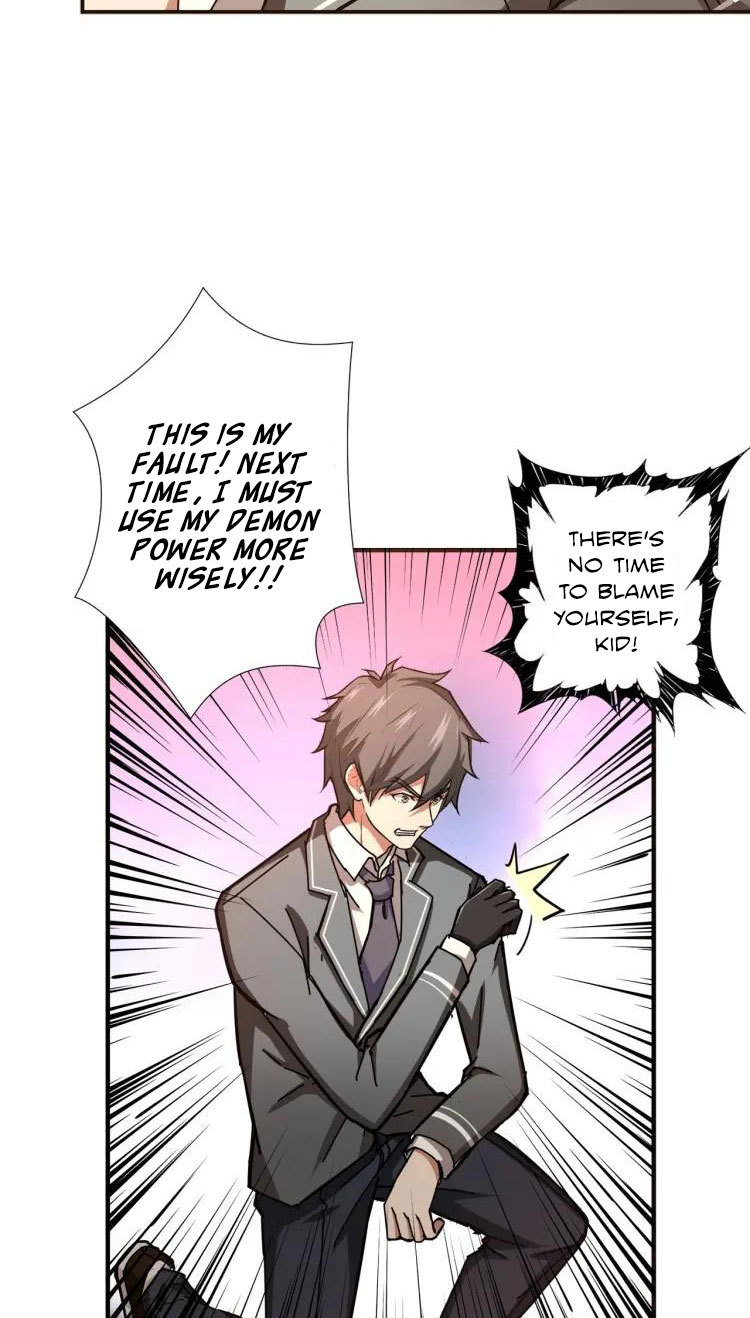 THIS IS MY
FAULT! NEXT
TIME, I MUST
USE MY DEMON
POWER MORE
WISELY!!
THERE'S
NO TIME
TO BLAME
YOURSELF,
KID!